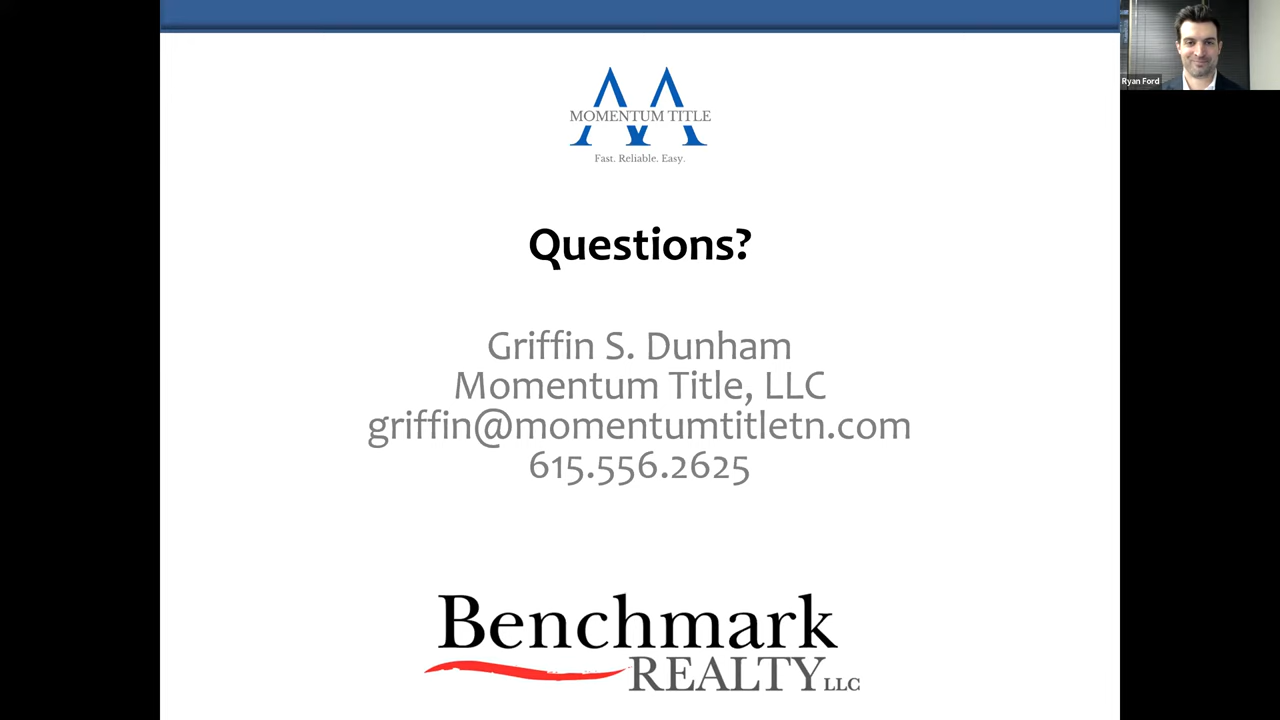 Ryan Ford
MOMENTUM TITLE
Fast. Reliable. Easy.
Questions?
Griffin S. Dunham
Momentum Title, LLC
griffin@momentumtitletn.com
615.556.2625
Benchmark
REALTY LLC